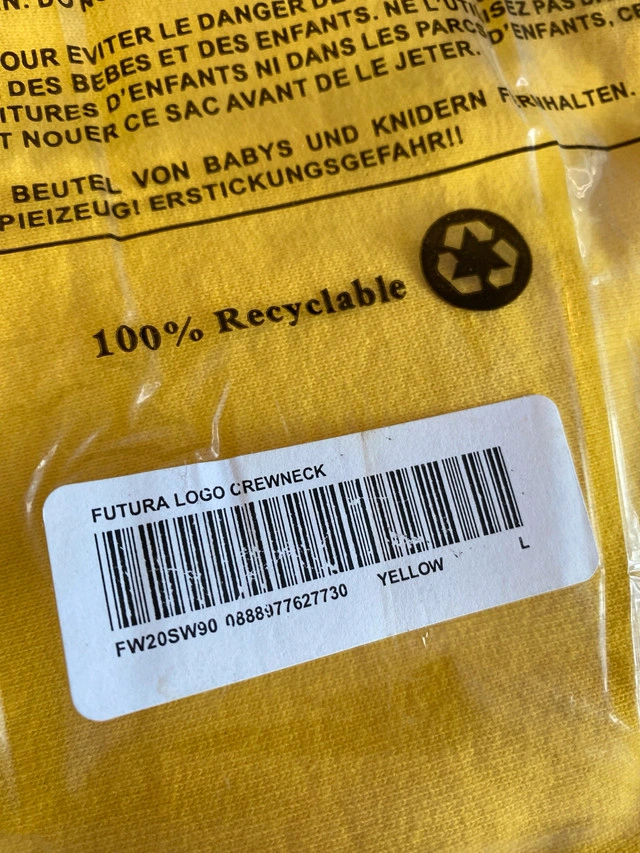 OUR EVITER LE DANGER
DES BEBES ET DES ENFANTS. NE L'UTILISEZ PAS
ITURES D'ENFANTS NI DANS LES PARCS D'ENFANTS,
T NOUER CE SAC AVANT DE LE JETER.
BEUTEL VON BABYS UND KNIDERN FERNHALTEN.
PIEIZEUG! ERSTICKUNGSGEFAHR!!
100% Recyclable
FUTURA LOGO CREWNECK
FW20SW90 0888977627730 YELLOW L